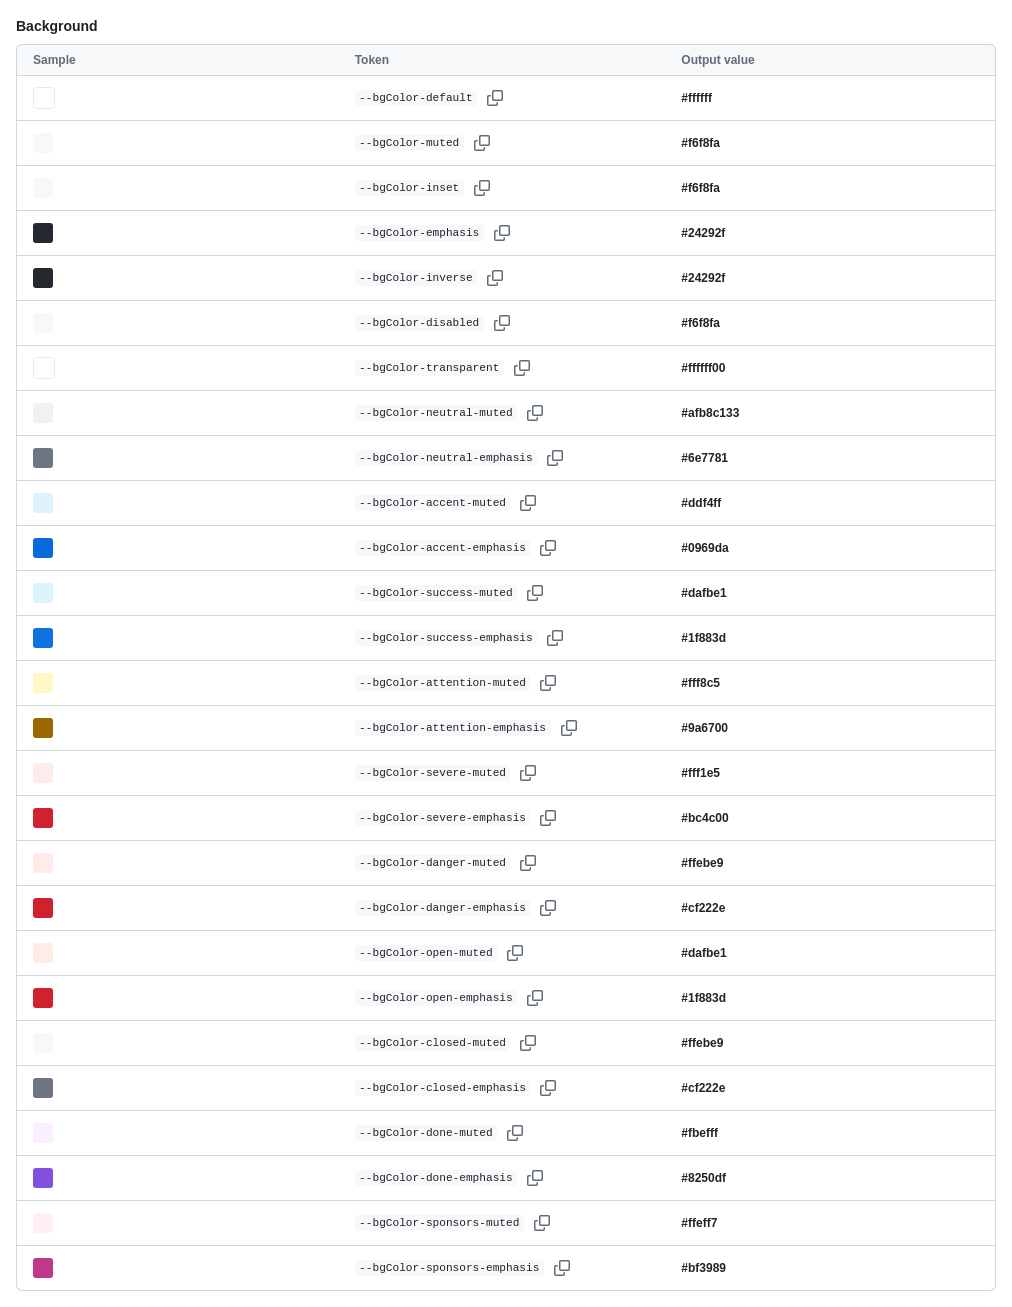 Background
Sample Token Output value
--bgColor-default #ffffff
--bgColor-muted #f6f8fa
--bgColor-inset #f6f8fa
--bgColor-emphasis #24292f
--bgColor-inverse #24292f
--bgColor-disabled #f6f8fa
--bgColor-transparent #ffffff00
--bgColor-neutral-muted #afb8c133
--bgColor-neutral-emphasis #6e7781
--bgColor-accent-muted #ddf4ff
--bgColor-accent-emphasis #0969da
--bgColor-success-muted #dafbe1
--bgColor-success-emphasis #1f883d
--bgColor-attention-muted #fff8c5
--bgColor-attention-emphasis #9a6700
--bgColor-severe-muted #fff1e5
--bgColor-severe-emphasis #bc4c00
--bgColor-danger-muted #ffebe9
--bgColor-danger-emphasis #cf222e
--bgColor-open-muted #dafbe1
--bgColor-open-emphasis #1f883d
--bgColor-closed-muted #ffebe9
--bgColor-closed-emphasis #cf222e
--bgColor-done-muted #fbefff
--bgColor-done-emphasis #8250df
--bgColor-sponsors-muted #ffeff7
--bgColor-sponsors-emphasis #bf3989